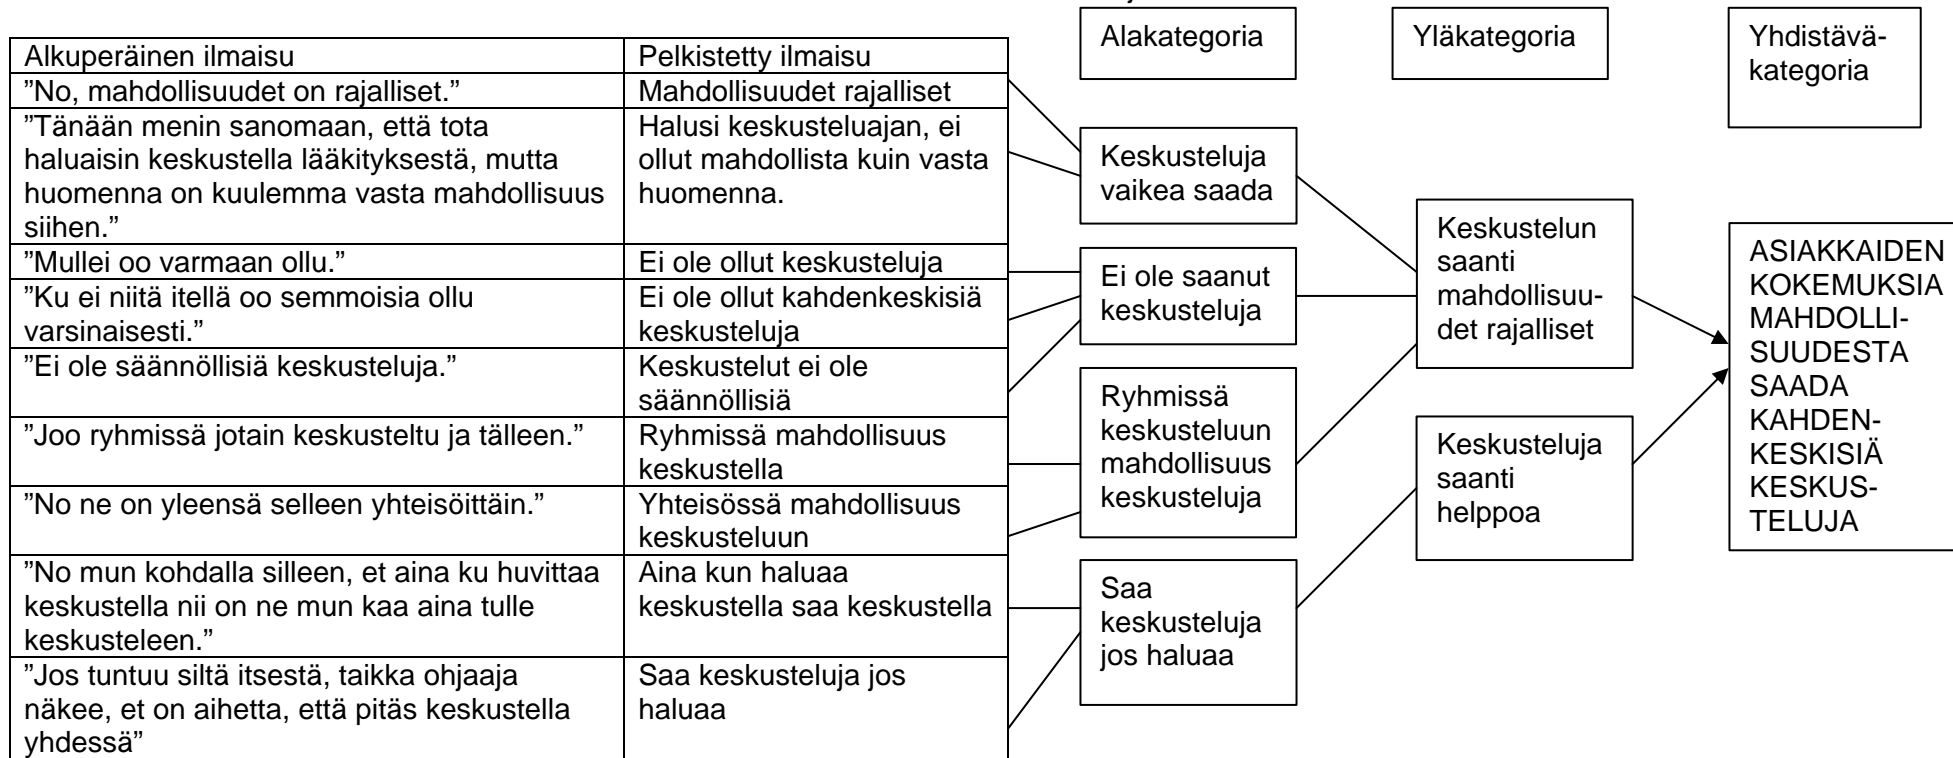 Alakategoria
Yläkategoria
Yhdistävä-
kategoria
Alkuperäinen ilmaisu
Pelkistetty ilmaisu
”No, mahdollisuudet on rajalliset.”
Mahdollisuudet rajalliset
”Tänään menin sanomaan, että tota
haluaisin keskustella lääkityksestä, mutta
huomenna on kuulemma vasta mahdollisuus
siihen.”
Halusi keskusteluajan, ei
ollut mahdollista kuin vasta
huomenna.
”Mullei oo varmaan ollu.”
Ei ole ollut keskusteluja
”Ku ei niitä itellä oo semmoisia ollu
varsinaisesti.”
Ei ole ollut kahdenkeskisiä
keskusteluja
”Ei ole säännöllisiä keskusteluja.”
Keskustelut ei ole
säännöllisiä
”Joo ryhmissä jotain keskusteltu ja tälleen.”
Ryhmissä mahdollisuus
keskustella
”No ne on yleensä selleen yhteisöittäin.”
Yhteisössä mahdollisuus
keskusteluun
”No mun kohdalla silleen, et aina ku huvittaa
keskustella nii on ne mun kaa aina tulle
keskusteleen.”
Aina kun haluaa
keskustella saa keskustella
”Jos tuntuu siltä itsestä, taikka ohjaaja
näkee, et on aihetta, että pitäs keskustella
yhdessä”
Saa keskusteluja jos
haluaa
Keskusteluja
vaikea saada
Ei ole saanut
keskusteluja
Ryhmissä
keskusteluun
mahdollisuus
keskusteluja
Saa
keskusteluja
jos haluaa
Keskustelun
saanti
mahdollisuu-
det rajalliset
Keskusteluja
saanti
helppoa
ASIAKKAIDEN
KOKEMUKSIA
MAHDOLLI-
SUUDESTA
SAADA
KAHDEN-
KESKISIÄ
KESKUS-
TELUJA